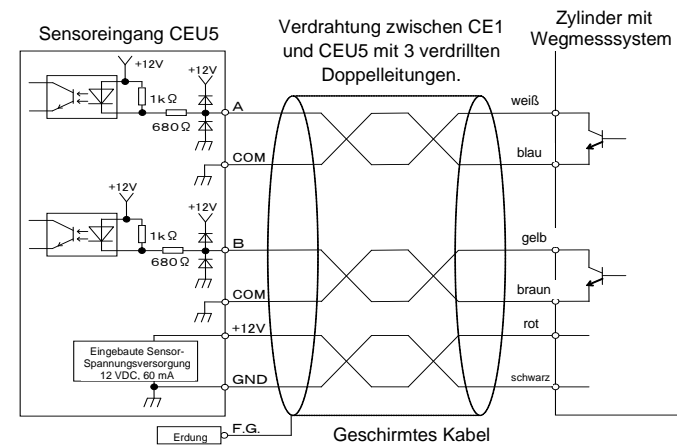 Sensoreingang CEU5
Verdrahtung zwischen CE1
und CEU5 mit 3 verdrillten
Doppelleitungen.
Zylinder mit
Wegmesssystem
+12V
+12V
1kΩ
680Ω
A
COM
weiß
blau
+12V
+12V
1kΩ
680Ω
B
COM
gelb
braun
+12V
rot
Eingebaute Sensor-
Spannungsversorgung
12 VDC, 60 mA
GND
schwarz
Erdung
F.G.
Geschirmtes Kabel